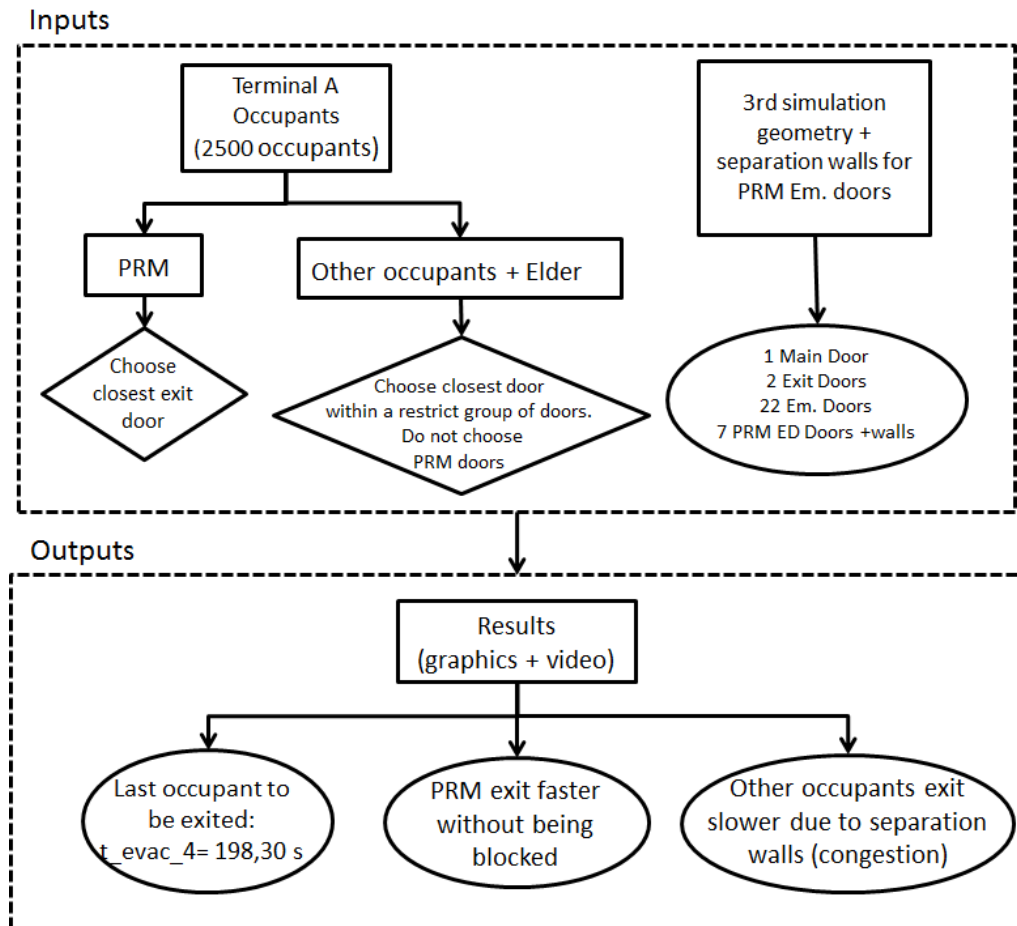 Inputs
Terminal A
Occupants
(2500 occupants)
3rd simulation
geometry +
separation walls for
PRM Em. doors
PRM
Other occupants + Elder
Choose
closest exit
door
Choose closest door
within a restrict group of doors.
Do not choose
PRM doors
1 Main Door
2 Exit Doors
22 Em. Doors
7 PRM ED Doors +walls
Outputs
Results
(graphics + video)
Last occupant to
be exited:
t_evac_4= 198,30 s
PRM exit faster
without being
blocked
Other occupants exit
slower due to separation
walls (congestion)